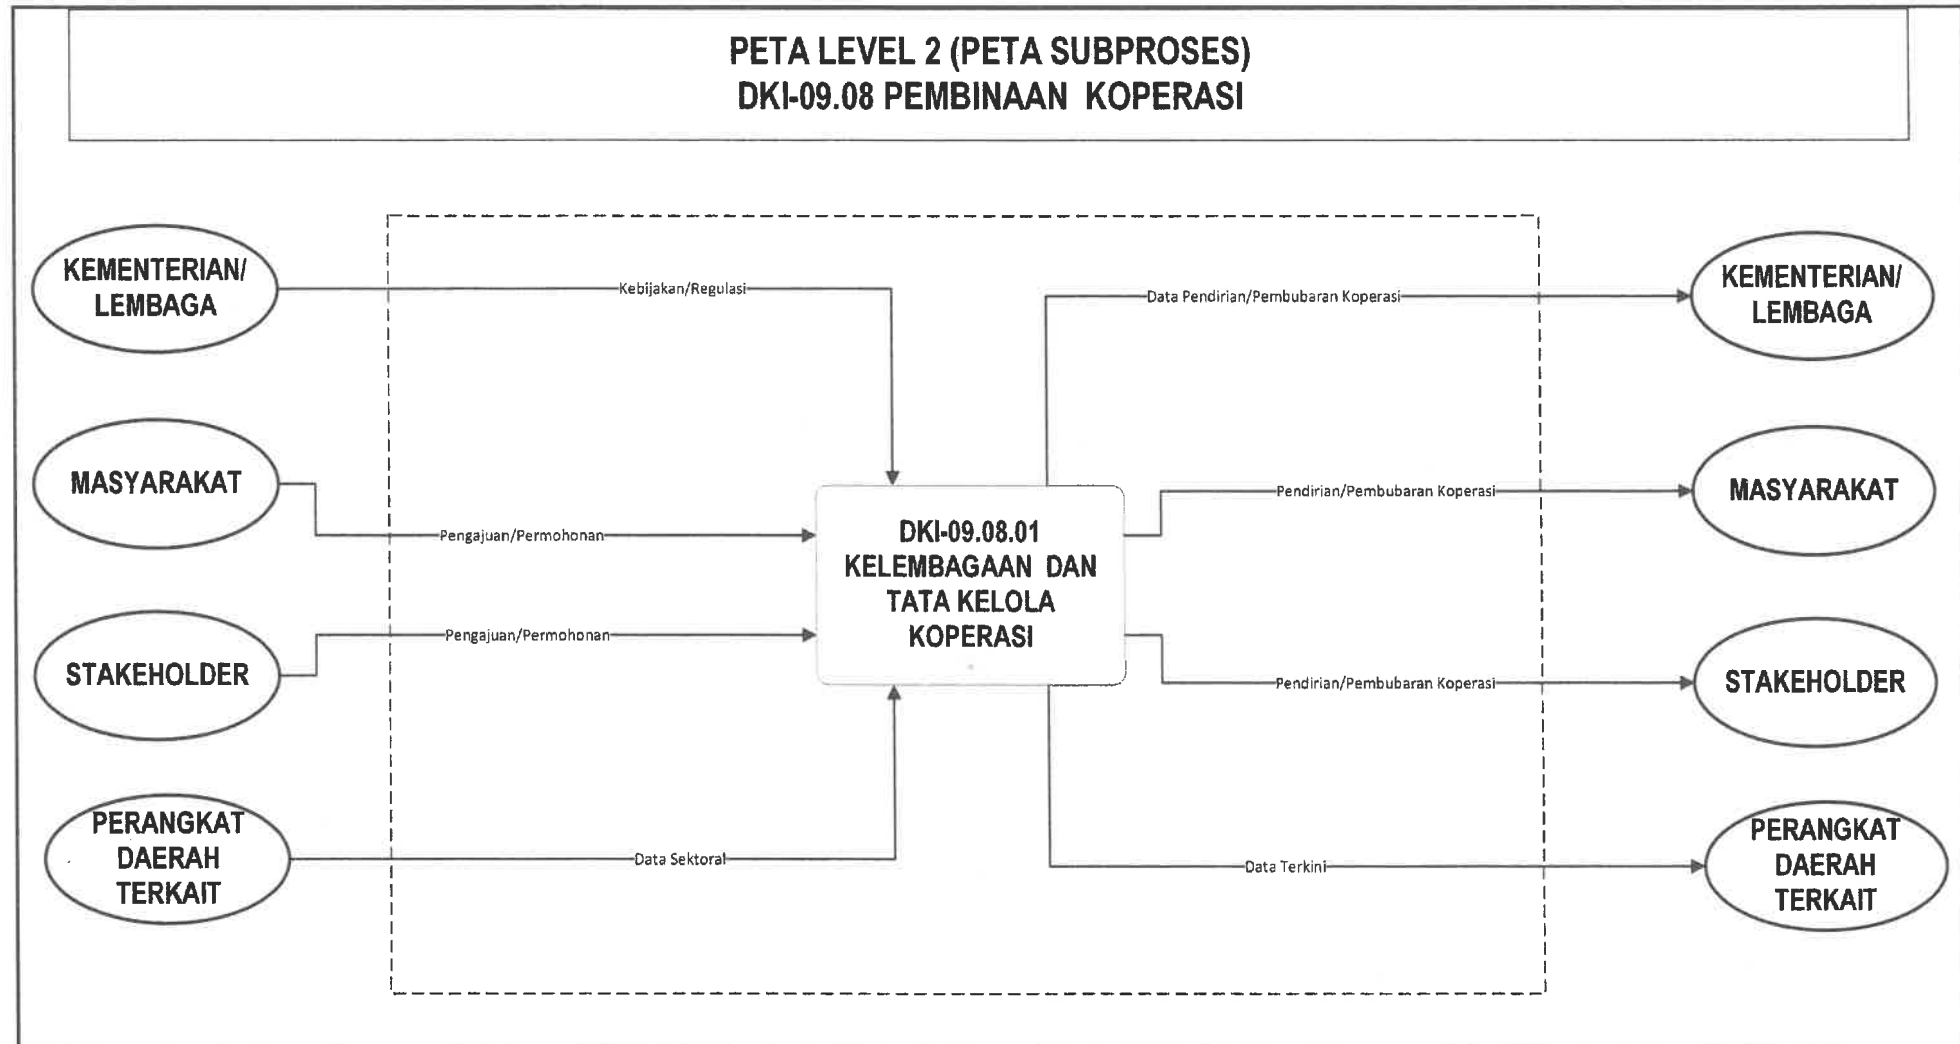 PETA LEVEL 2 (PETA SUBPROSES)
DKI-09.08 PEMBINAAN KOPERASI
KEMENTERIAN/
LEMBAGA
Kebijakan/Regulasi
Data Pendirian/Pembubaran Koperasi
KEMENTERIAN/
LEMBAGA
MASYARAKAT
Pengajuan/Permohonan
Pendirian/Pembubaran Koperasi
MASYARAKAT
DKI-09.08.01
KELEMBAGAAN DAN
TATA KELOLA
KOPERASI
STAKEHOLDER
Pengajuan/Permohonan
Pendirian/Pembubaran Koperasi
STAKEHOLDER
PERANGKAT
DAERAH
TERKAIT
Data Sektoral
Data Terkini
PERANGKAT
DAERAH
TERKAIT